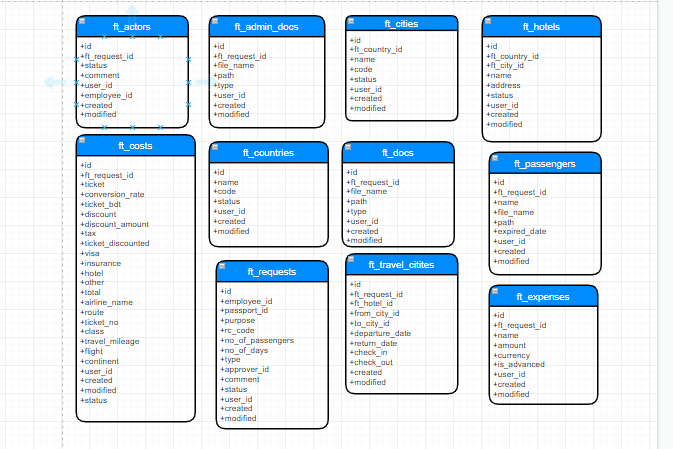 ft_actors
+id
+ft_request_id
+status
+comment
+user_id
+employee_id
+created
+modified
ft_admin_docs
+id
+ft_request_id
+file_name
+path
+type
+user_id
+created
+modified
ft_cities
+id
+ft_country_id
+name
+code
+status
+user_id
+created
+modified
ft_hotels
+id
+ft_country_id
+ft_city_id
+name
+address
+status
+user_id
+created
+modified
ft_costs
+id
+ft_request_id
+ticket
+conversion_rate
+ticket_bdt
+discount
+discount_amount
+tax
+ticket_discounted
+visa
+insurance
+hotel
+other
+total
+airline_name
+route
+ticket_no
+class
+travel_mileage
+flight
+continent
+user_id
+created
+modified
+status
ft_countries
+id
+name
+code
+status
+user_id
+created
+modified
ft_docs
+id
+ft_request_id
+file_name
+path
+type
+user_id
+created
+modified
ft_passengers
+id
+ft_request_id
+name
+file_name
+path
+expired_date
+user_id
+created
+modified
ft_requests
+id
+employee_id
+passport_id
+purpose
+rc_code
+no_of_passengers
+no_of_days
+type
+approver_id
+comment
+status
+user_id
+created
+modified
ft_travel_citites
+id
+ft_request_id
+ft_hotel_id
+from_city_id
+to_city_id
+departure_date
+return_date
+check_in
+check_out
+created
+modified
ft_expenses
+id
+ft_request_id
+name
+amount
+currency
+is_advanced
+user_id
+created
+modified